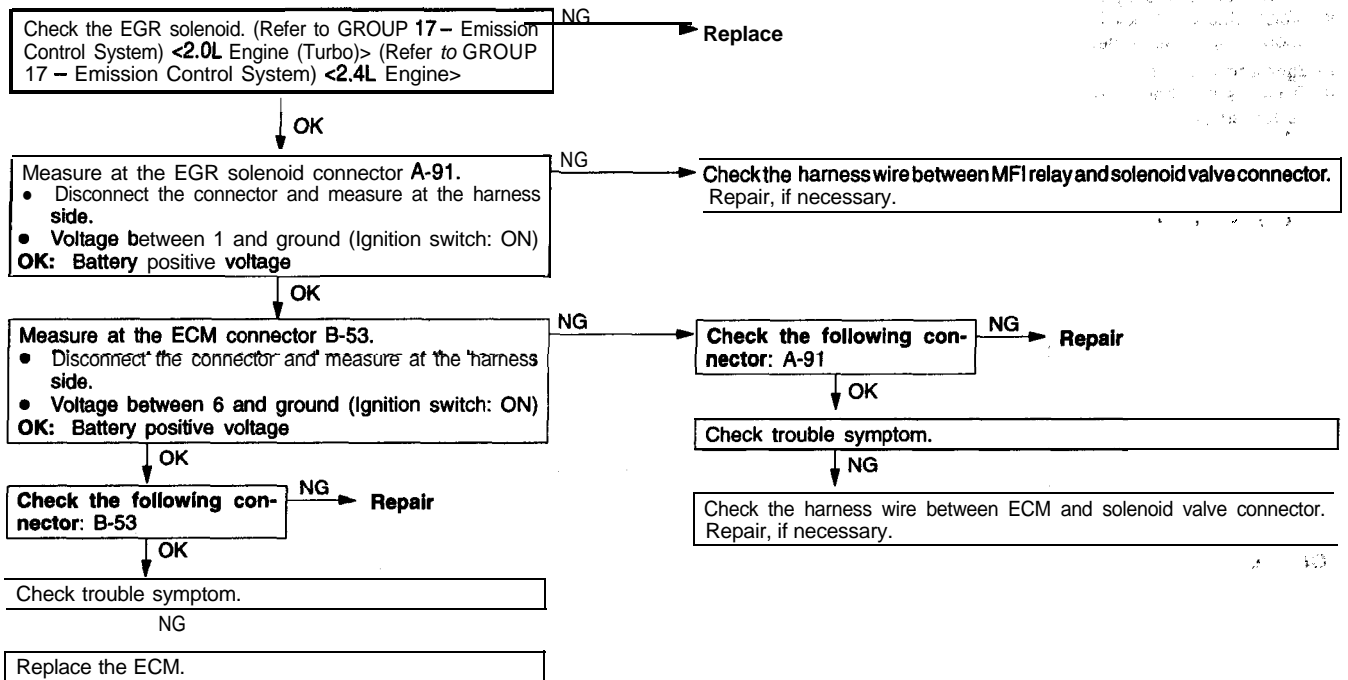 Check the EGR solenoid. (Refer to GROUP 17 – Emission
Control System) <2.0L Engine (Turbo)> (Refer to GROUP
17 – Emission Control System) <2.4L Engine>
NG
Replace
OK
Measure at the EGR solenoid connector A-91.
● Disconnect the connector and measure at the harness
side.
● Voltage between 1 and ground (Ignition switch: ON)
OK: Battery positive voltage
NG
Check the harness wire between MFI relay and solenoid valve connector.
Repair, if necessary.
OK
Measure at the ECM connector B-53.
● Disconnect the connector and measure at the harness
side.
● Voltage between 6 and ground (Ignition switch: ON)
OK: Battery positive voltage
NG
Check the following con-
nector: A-91
NG
Repair
OK
Check trouble symptom.
NG
Check the harness wire between ECM and solenoid valve connector.
Repair, if necessary.
OK
Check the following con-
nector: B-53
NG
Repair
OK
Check trouble symptom.
NG
Replace the ECM.